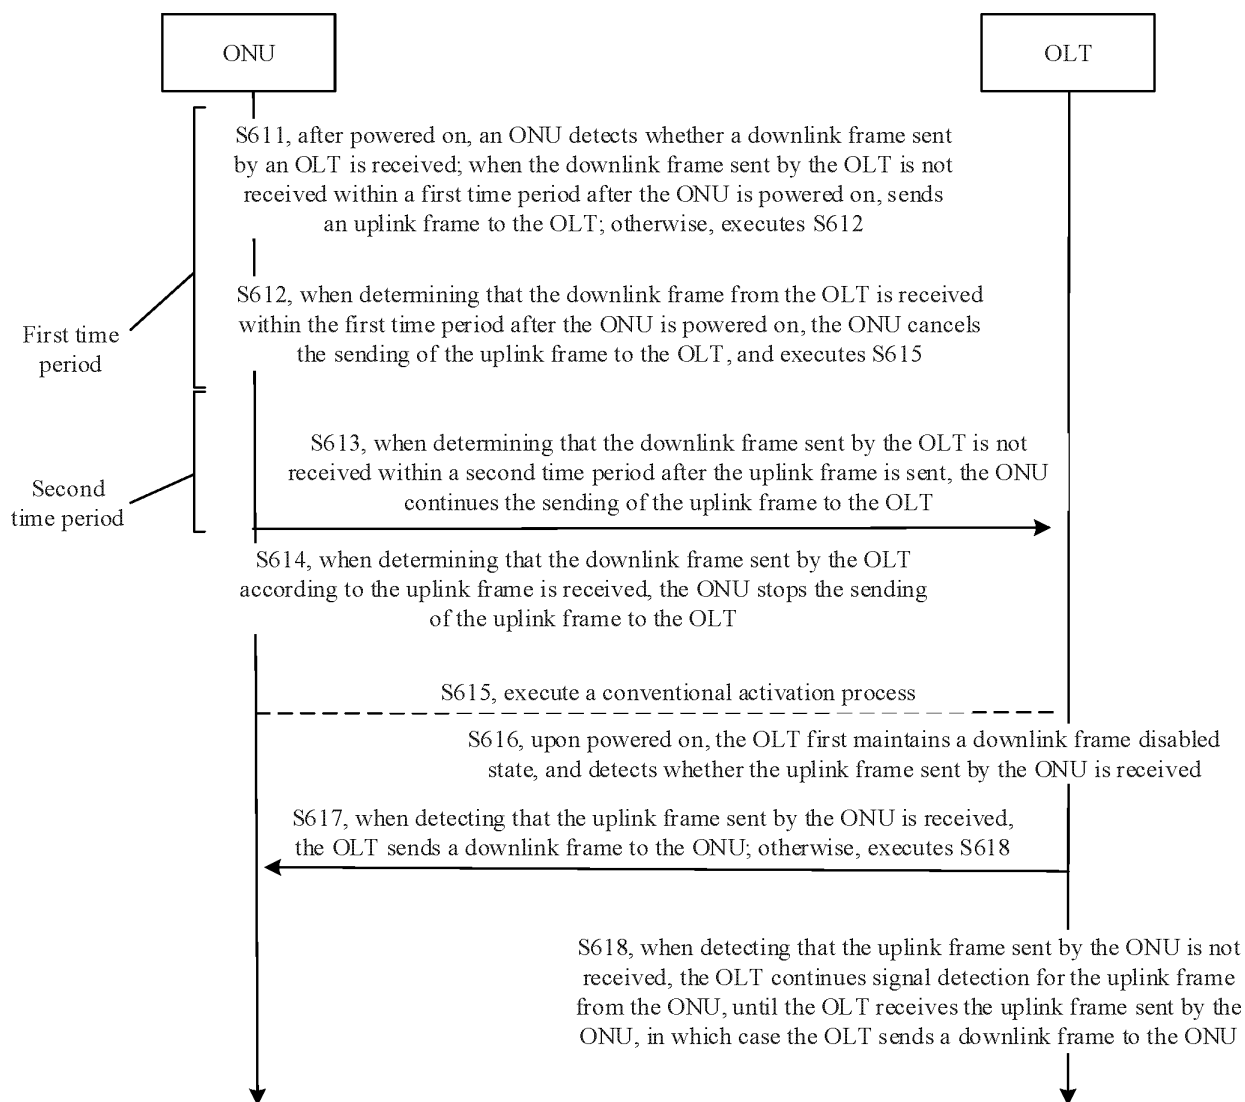 ONU
OLT
S611, after powered on, an ONU detects whether a downlink frame sent
by an OLT is received; when the downlink frame sent by the OLT is not
received within a first time period after the ONU is powered on, sends
an uplink frame to the OLT; otherwise, executes S612
S612, when determining that the downlink frame from the OLT is received
within the first time period after the ONU is powered on, the ONU cancels
the sending of the uplink frame to the OLT, and executes S615
First time
period
S613, when determining that the downlink frame sent by the OLT is not
received within a second time period after the uplink frame is sent, the ONU
continues the sending of the uplink frame to the OLT
Second
time period
S614, when determining that the downlink frame sent by the OLT
according to the uplink frame is received, the ONU stops the sending
of the uplink frame to the OLT
S615, execute a conventional activation process
S616, upon powered on, the OLT first maintains a downlink frame disabled
state, and detects whether the uplink frame sent by the ONU is received
S617, when detecting that the uplink frame sent by the ONU is received,
the OLT sends a downlink frame to the ONU; otherwise, executes S618
S618, when detecting that the uplink frame sent by the ONU is not
received, the OLT continues signal detection for the uplink frame
from the ONU, until the OLT receives the uplink frame sent by the
ONU, in which case the OLT sends a downlink frame to the ONU